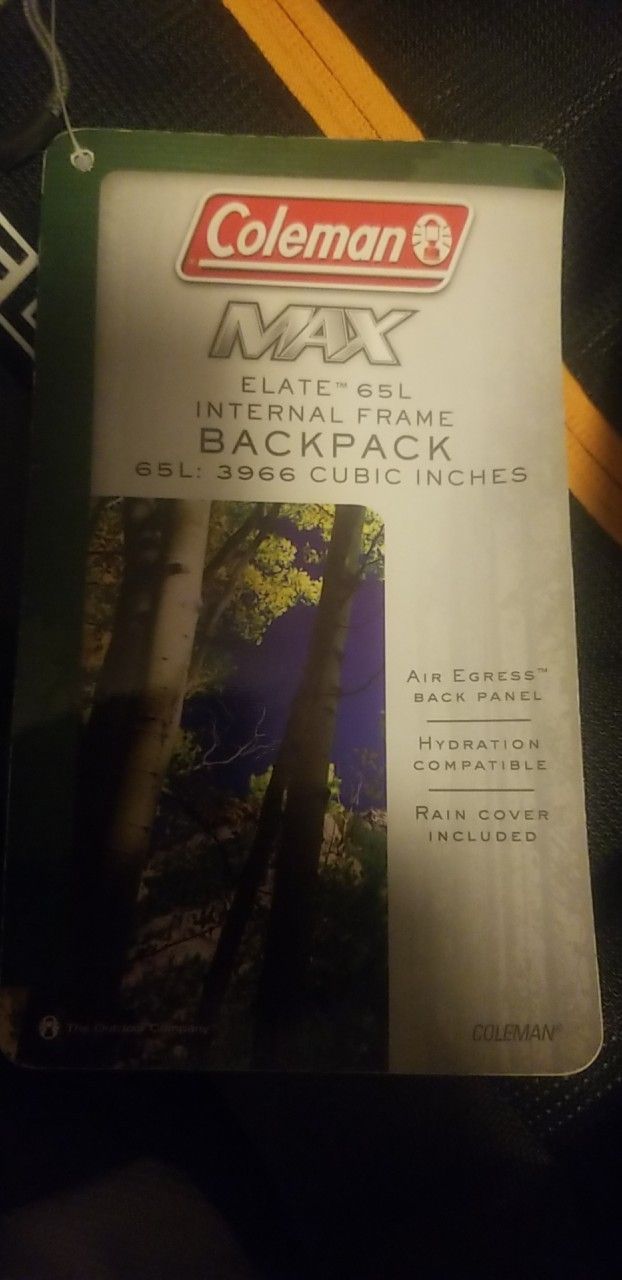 Coleman
MAX
ELATE™ 65L
INTERNAL FRAME
BACKPACK
65L: 3966 CUBIC INCHES
AIR EGRESS™
BACK PANEL
HYDRATION
COMPATIBLE
RAIN COVER
INCLUDED
The Outdoor Company
COLEMAN®